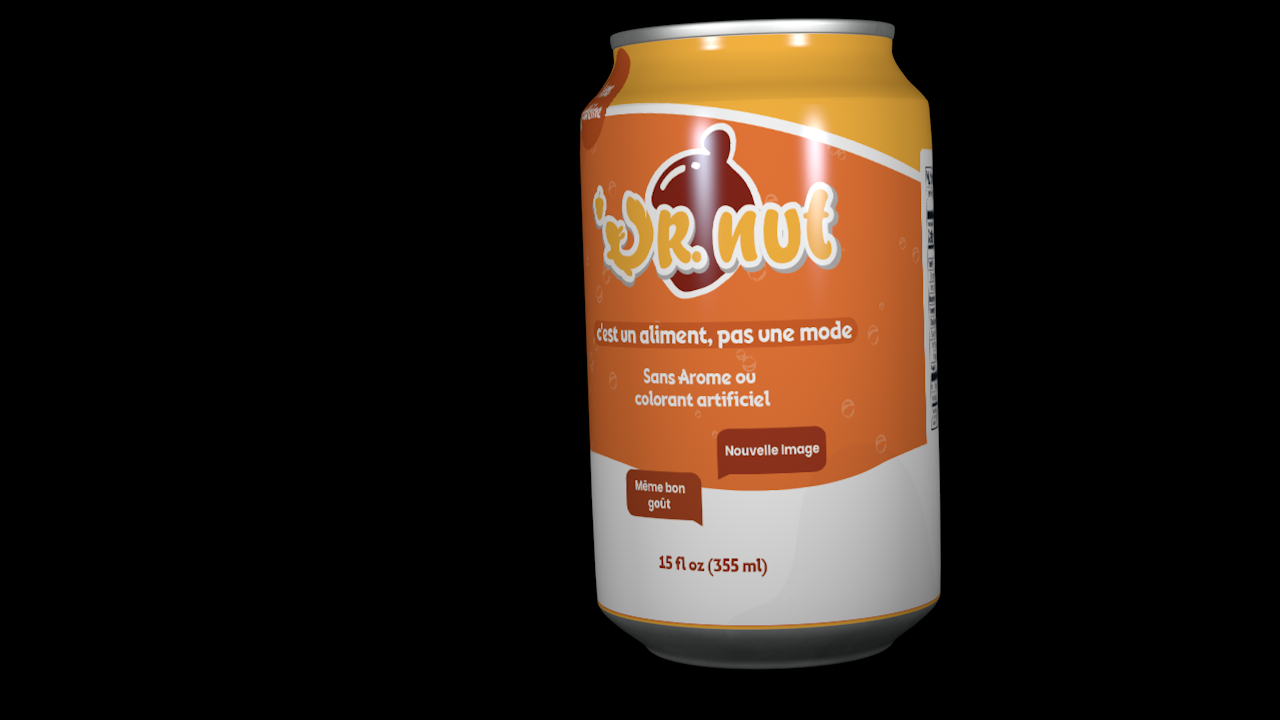 Dr. nut
c'est un aliment, pas une mode
Sans Arome ou
colorant artificiel
Nouvelle Image
Même bon
goût
15 fl oz (355 ml)